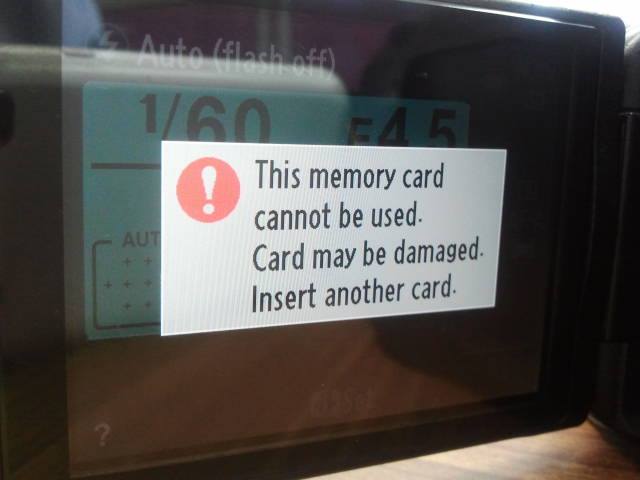 Auto (flash off)
1/60 F4.5
AUT
This memory card
cannot be used.
Card may be damaged.
Insert another card.
?